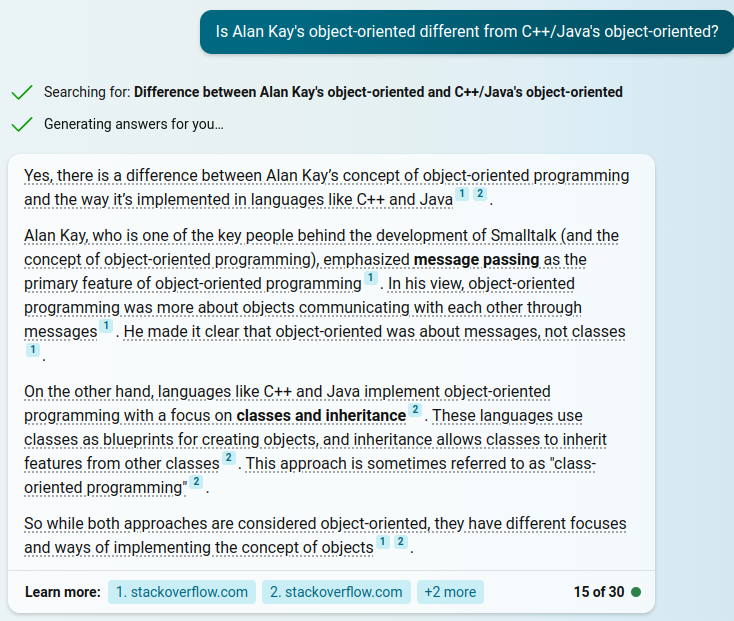 Is Alan Kay's object-oriented different from C++/Java's object-oriented?
Searching for: Difference between Alan Kay's object-oriented and C++/Java's object-oriented
Generating answers for you...
Yes, there is a difference between Alan Kay's concept of object-oriented programming
and the way it's implemented in languages like C++ and Java 1 2 .
Alan Kay, who is one of the key people behind the development of Smalltalk (and the
concept of object-oriented programming), emphasized message passing as the
primary feature of object-oriented programming 1 . In his view, object-oriented
programming was more about objects communicating with each other through
messages 1 . He made it clear that object-oriented was about messages, not classes
1 .
On the other hand, languages like C++ and Java implement object-oriented
programming with a focus on classes and inheritance 2 . These languages use
classes as blueprints for creating objects, and inheritance allows classes to inherit
features from other classes 2 . This approach is sometimes referred to as "class-
oriented programming" 2 .
So while both approaches are considered object-oriented, they have different focuses
and ways of implementing the concept of objects 1 2 .
Learn more: 1. stackoverflow.com 2. stackoverflow.com +2 more 15 of 30